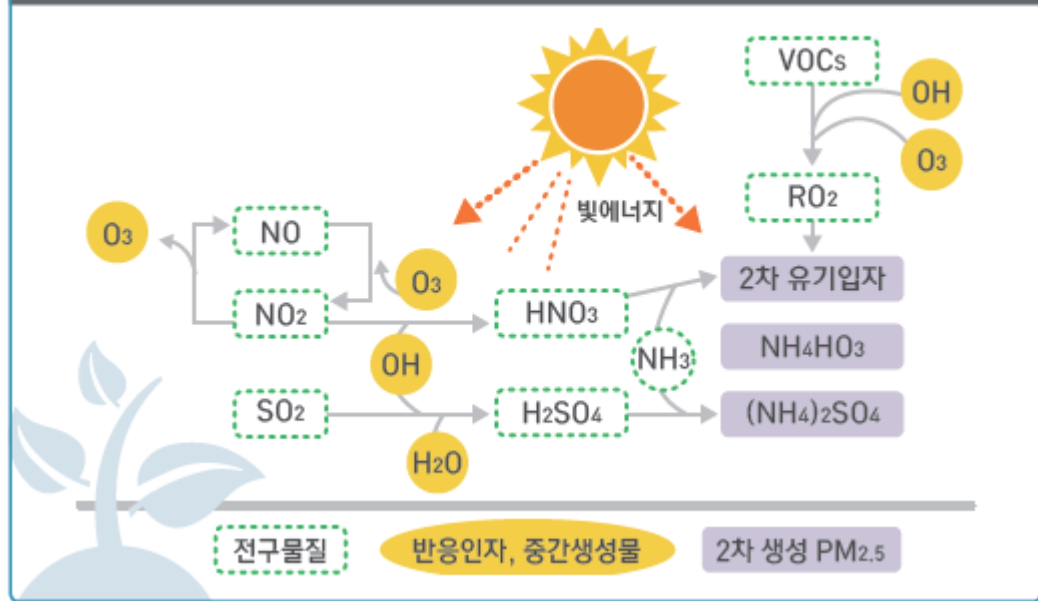 VOCs
OH
O3
RO2
빛에너지
O3
NO
O3
2차 유기입자
NO2
HNO3
NH4HO3
OH
NH3
SO2
H2SO4
(NH4)2SO4
H2O
전구물질
반응인자, 중간생성물
2차 생성 PM2.5